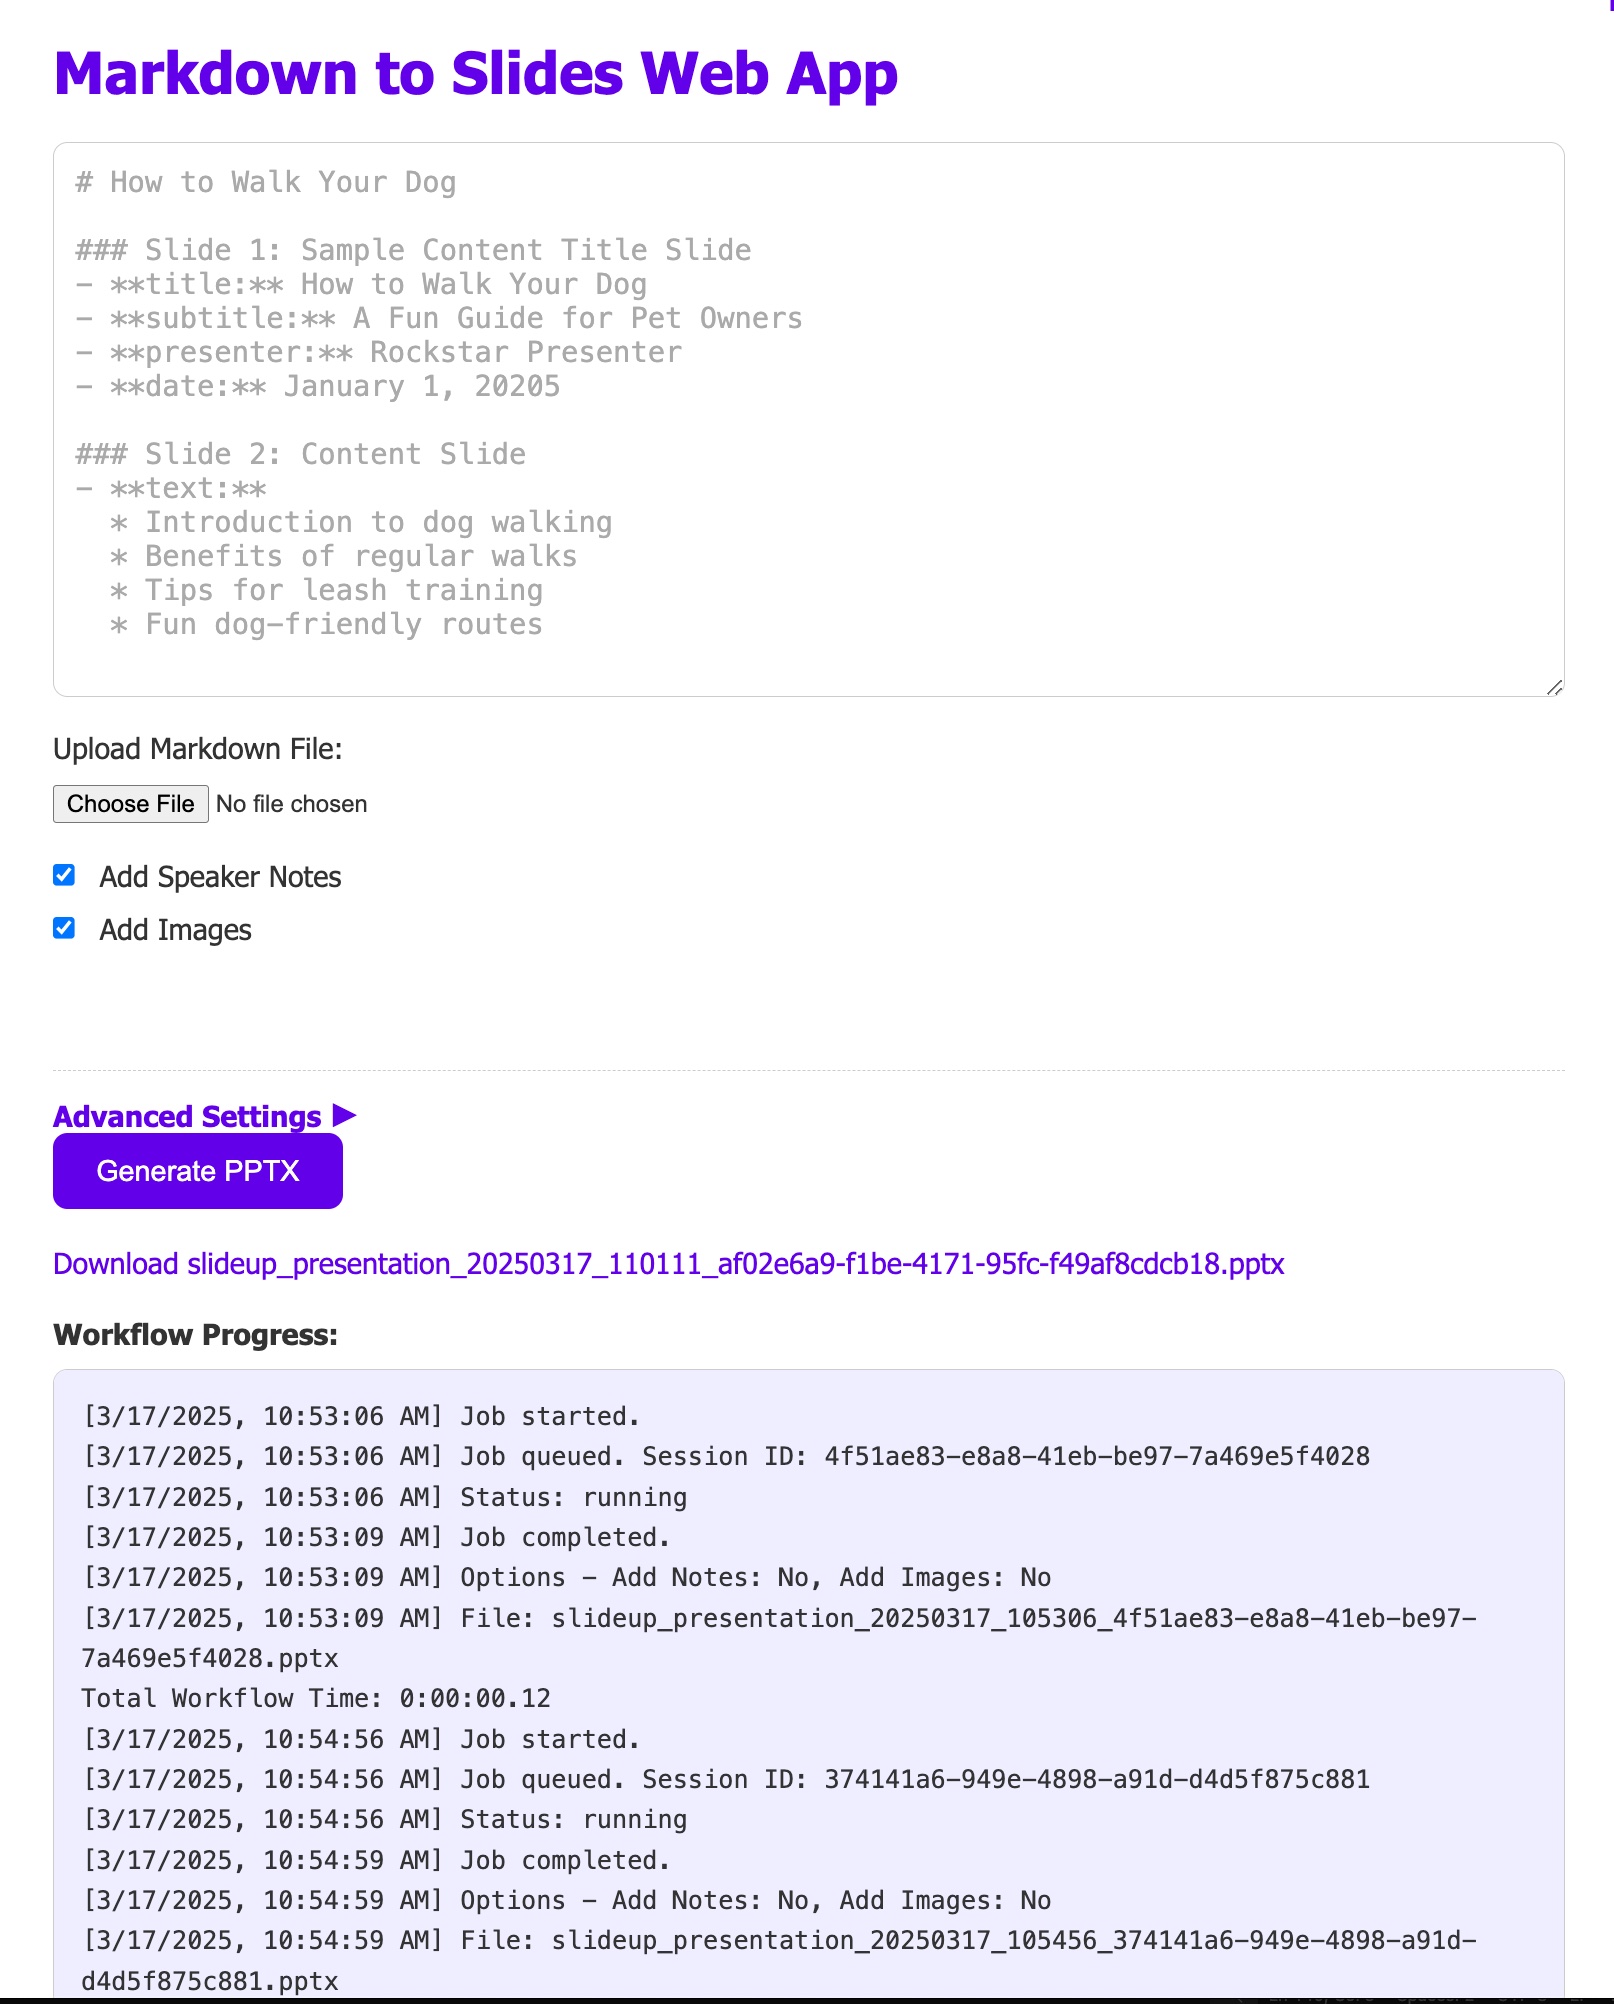 Markdown to Slides Web App
# How to Walk Your Dog
### Slide 1: Sample Content Title Slide
- **title:** How to Walk Your Dog
- **subtitle:** A Fun Guide for Pet Owners
- **presenter:** Rockstar Presenter
- **date:** January 1, 20205
### Slide 2: Content Slide
- **text:**
* Introduction to dog walking
* Benefits of regular walks
* Tips for leash training
* Fun dog-friendly routes
Upload Markdown File:
Choose File No file chosen
Add Speaker Notes
Add Images
Advanced Settings ▶
Generate PPTX
Download slideup_presentation_20250317_110111_af02e6a9-f1be-4171-95fc-f49af8cdcb18.pptx
Workflow Progress:
[3/17/2025, 10:53:06 AM] Job started.
[3/17/2025, 10:53:06 AM] Job queued. Session ID: 4f51ae83-e8a8-41eb-be97-7a469e5f4028
[3/17/2025, 10:53:06 AM] Status: running
[3/17/2025, 10:53:09 AM] Job completed.
[3/17/2025, 10:53:09 AM] Options - Add Notes: No, Add Images: No
[3/17/2025, 10:53:09 AM] File: slideup_presentation_20250317_105306_4f51ae83-e8a8-41eb-be97-
7a469e5f4028.pptx
Total Workflow Time: 0:00:00.12
[3/17/2025, 10:54:56 AM] Job started.
[3/17/2025, 10:54:56 AM] Job queued. Session ID: 374141a6-949e-4898-a91d-d4d5f875c881
[3/17/2025, 10:54:56 AM] Status: running
[3/17/2025, 10:54:59 AM] Job completed.
[3/17/2025, 10:54:59 AM] Options - Add Notes: No, Add Images: No
[3/17/2025, 10:54:59 AM] File: slideup_presentation_20250317_105456_374141a6-949e-4898-a91d-
d4d5f875c881.pptx